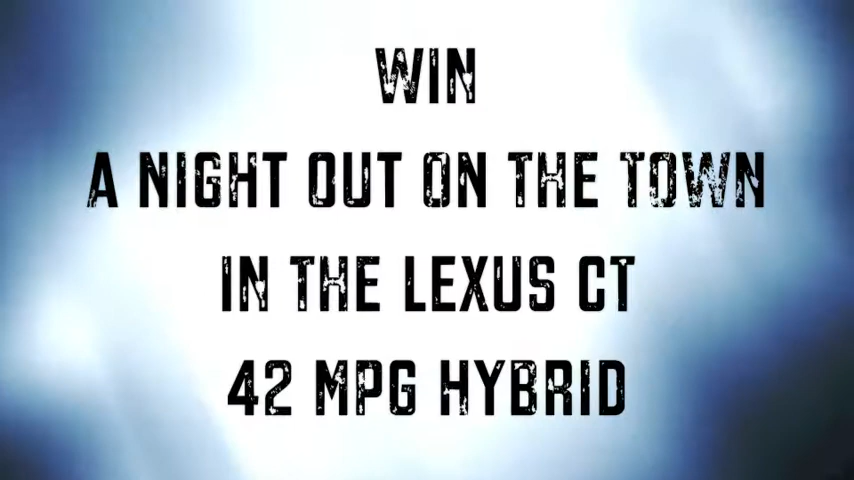 WIN
A NIGHT OUT ON THE TOWN
IN THE LEXUS CT
42 MPG HYBRID